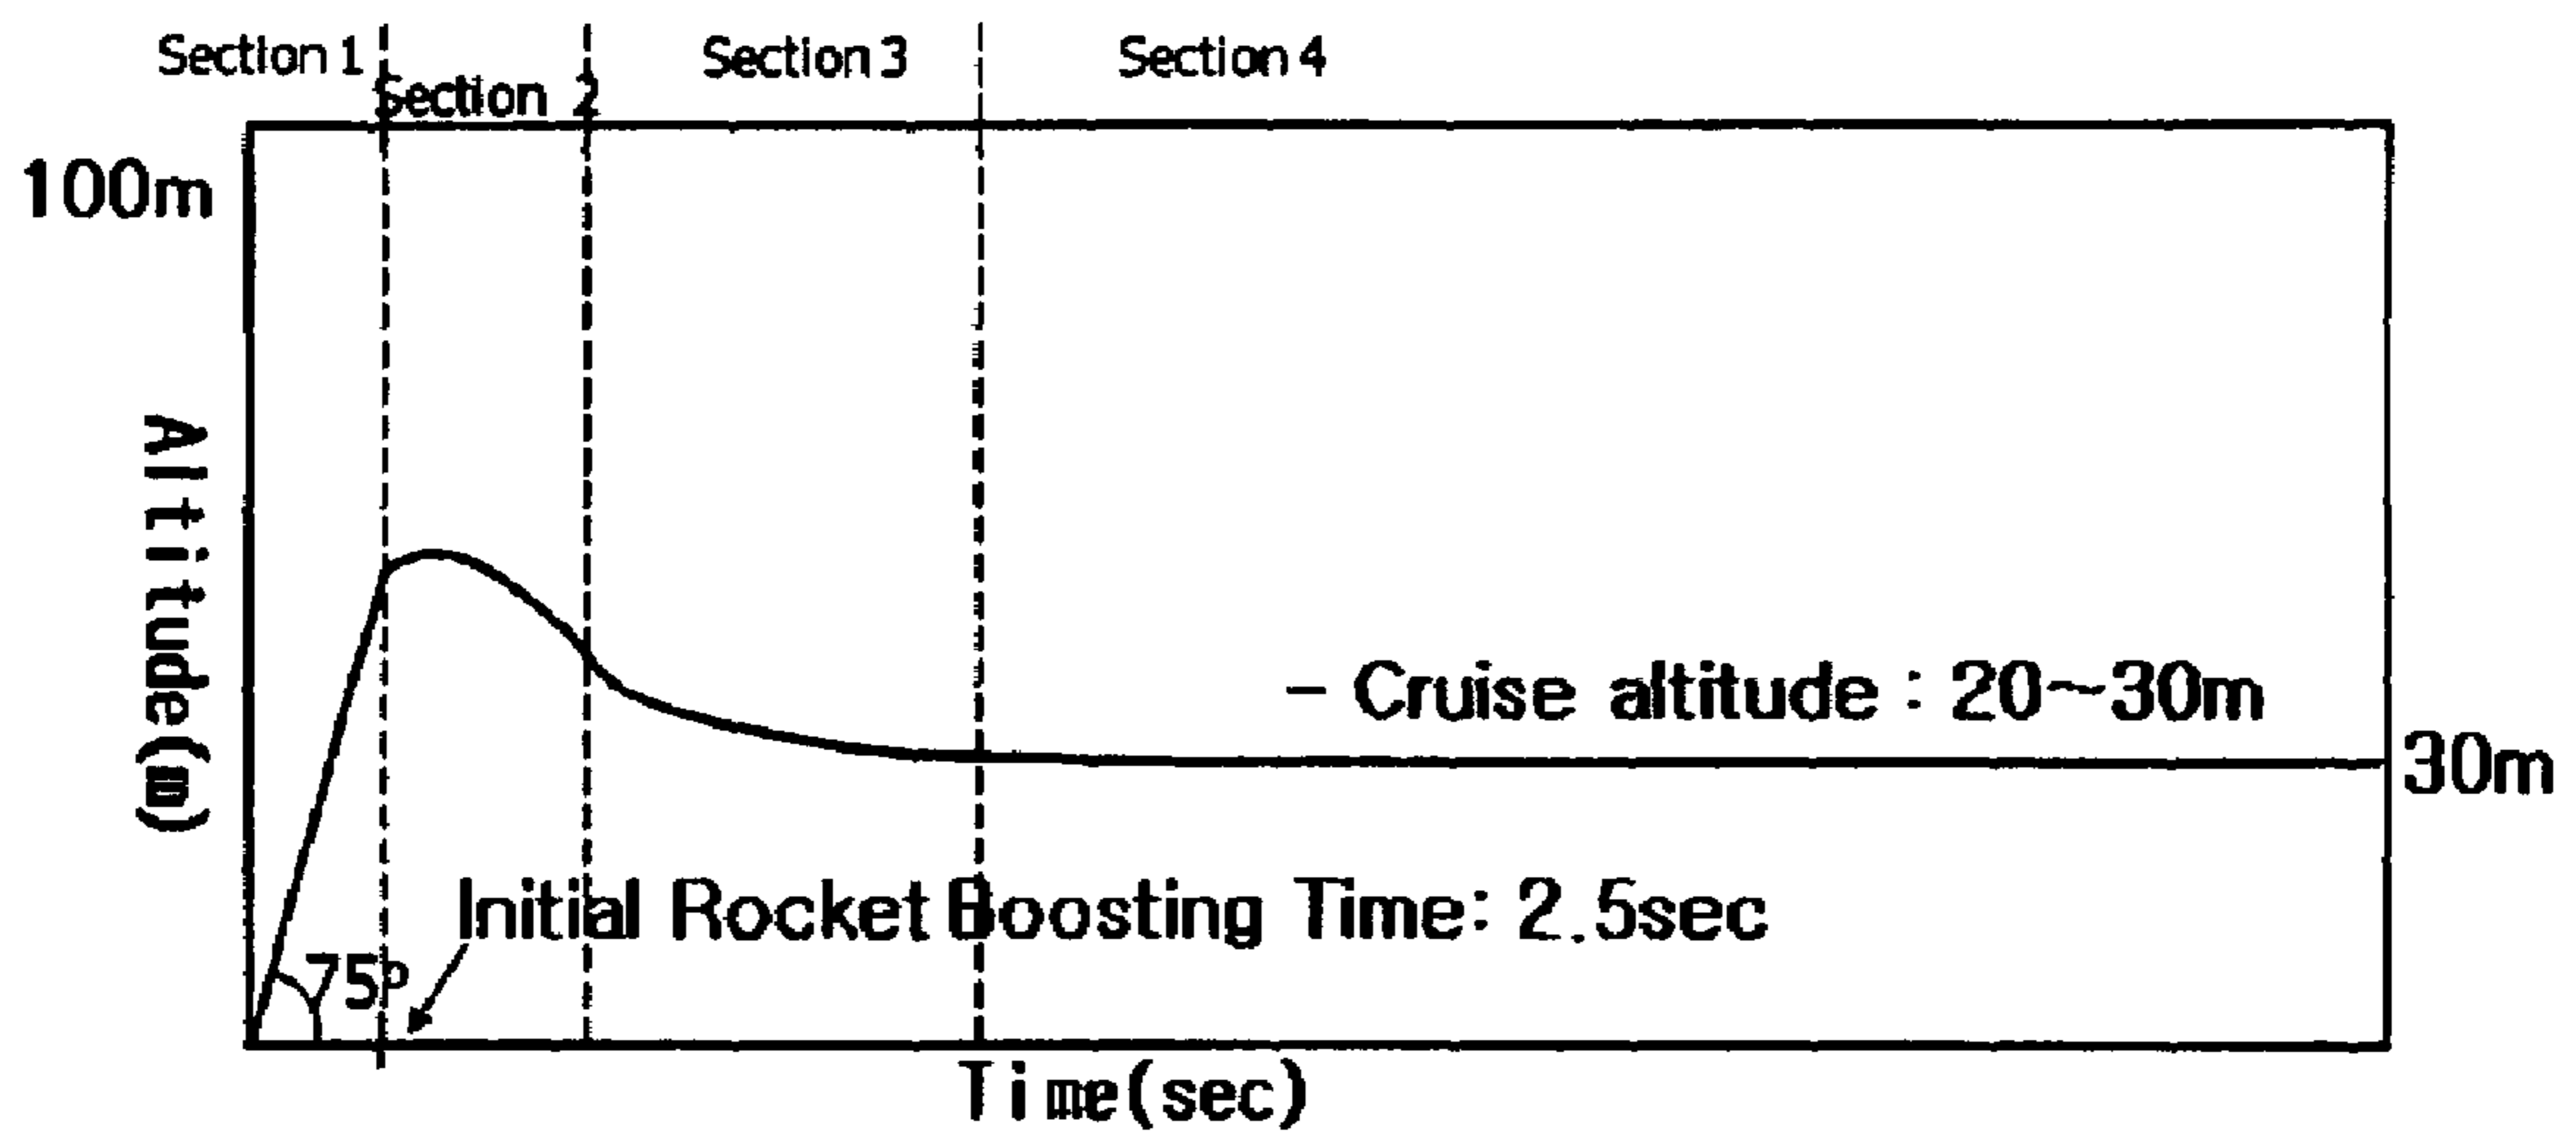 Section 1
Section 2
Section 3
Section 4
100m
Altitude(m)
- Cruise altitude : 20~30m
30m
Initial Rocket Boosting Time: 2.5sec
75º
Time(sec)